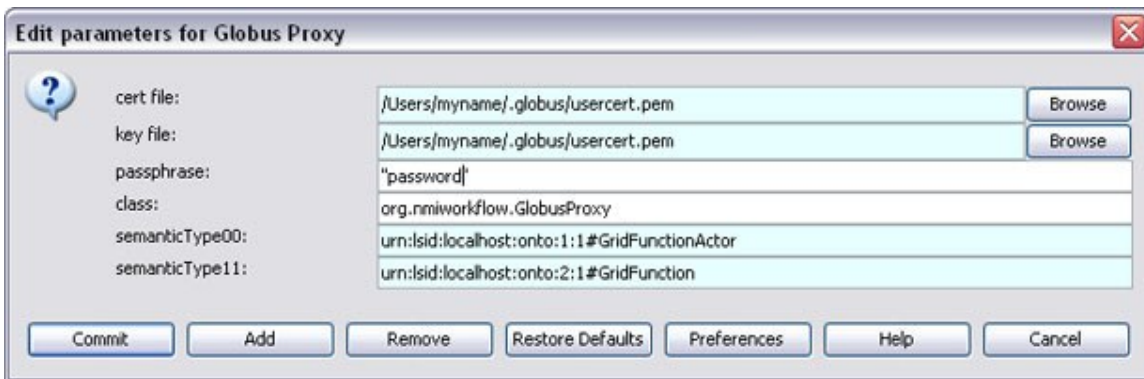 Edit parameters for Globus Proxy
cert file: /Users/myname/.globus/usercert.pem Browse
key file: /Users/myname/.globus/usercert.pem Browse
passphrase: "password"
class: org.nmiworkflow.GlobusProxy
semanticType00: urn:lsid:localhost:onto:1:1#GridFunctionActor
semanticType11: urn:lsid:localhost:onto:2:1#GridFunction
Commit Add Remove Restore Defaults Preferences Help Cancel